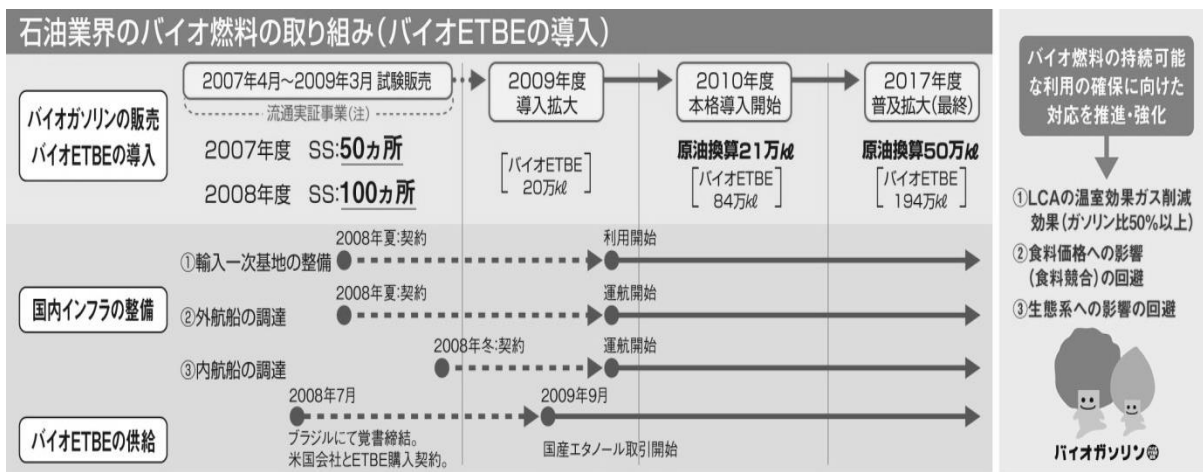 石油業界のバイオ燃料の取り組み(バイオETBEの導入)
バイオガソリンの販売
バイオETBEの導入
2007年4月～2009年3月 試験販売
流通実証事業(注)
2007年度 SS:50ヵ所
2008年度 SS:100ヵ所
2009年度
導入拡大
[バイオETBE
20万㎘]
2010年度
本格導入開始
原油換算21万㎘
[バイオETBE
84万㎘]
2017年度
普及拡大(最終)
原油換算50万㎘
[バイオETBE
194万㎘]
国内インフラの整備
①輸入一次基地の整備
2008年夏:契約
利用開始
②外航船の調達
2008年夏:契約
運航開始
③内航船の調達
2008年冬:契約
運航開始
バイオETBEの供給
2008年7月
ブラジルにて覚書締結。
米国会社とETBE購入契約。
2009年9月
国産エタノール取引開始
バイオ燃料の持続可能
な利用の確保に向けた
対応を推進・強化
①LCAの温室効果ガス削減
効果(ガソリン比50%以上)
②食料価格への影響
(食料競合)の回避
③生態系への影響の回避
バイオガソリン